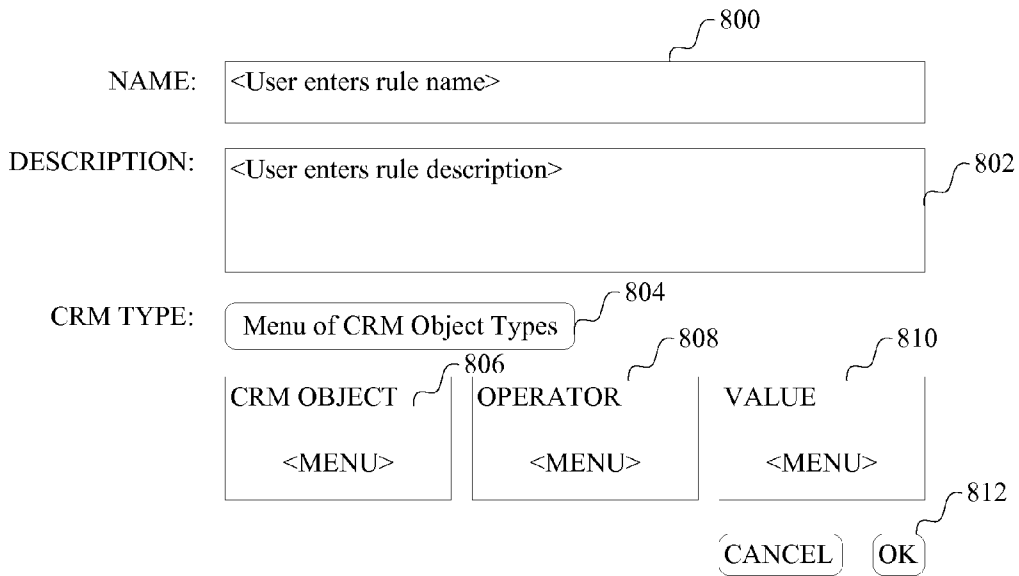 800
NAME: <User enters rule name>
DESCRIPTION: <User enters rule description>
802
CRM TYPE: Menu of CRM Object Types
804
806
808
810
CRM OBJECT OPERATOR VALUE
<MENU> <MENU> <MENU>
812
CANCEL OK